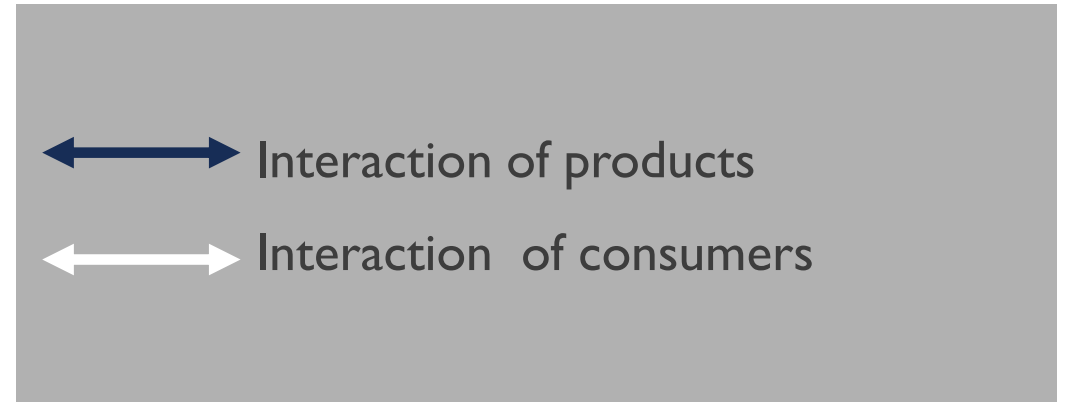 Interaction of products
Interaction  of consumers